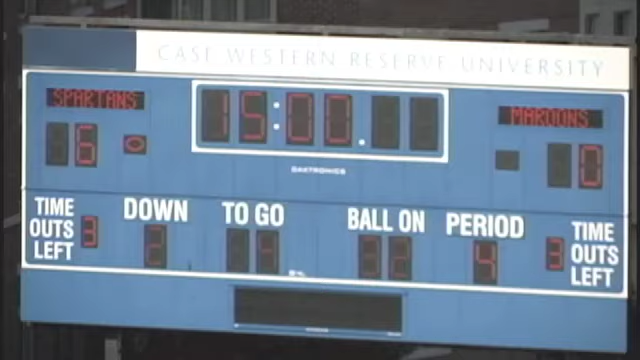 CASE WESTERN RESERVE UNIVERSITY
SPARTANS 15:00. MAROONS
6 0
DAKTRONICS
TIME OUTS LEFT 3
DOWN 2
TO GO 4
BALL ON 32
PERIOD 4
3 TIME OUTS LEFT